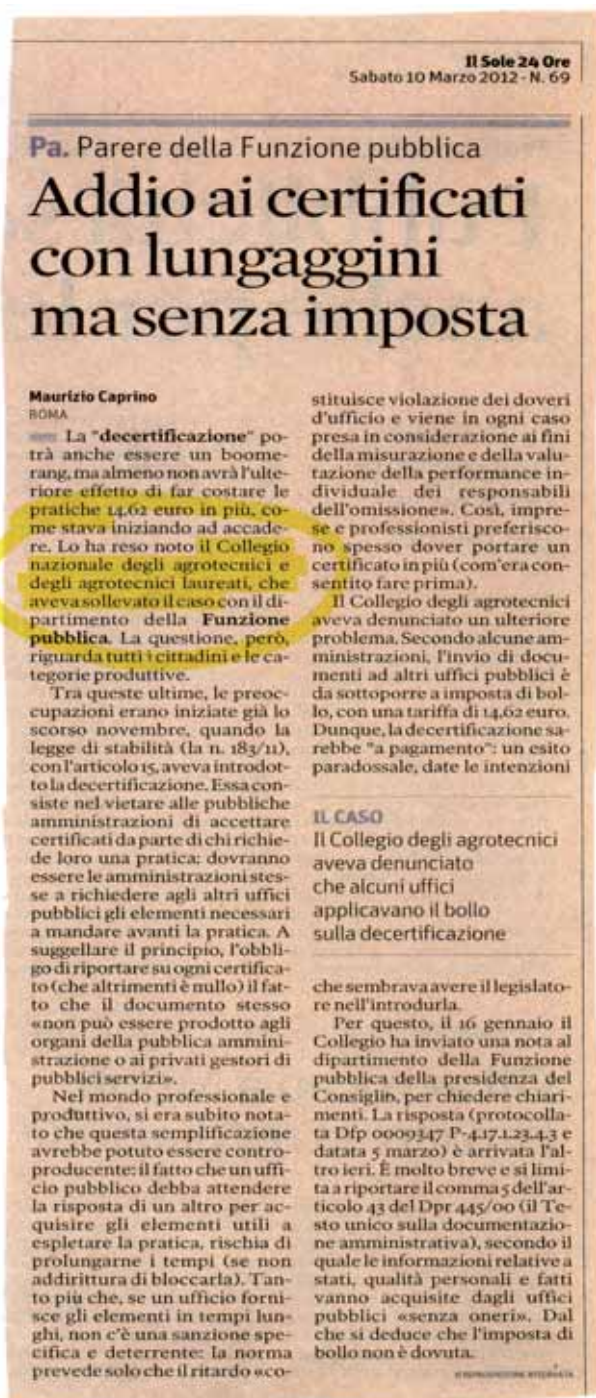 Il Sole 24 Ore
Sabato 10 Marzo 2012 - N. 69
Pa. Parere della Funzione pubblica
Addio ai certificati
con lungaggini
ma senza imposta
Maurizio Caprino
ROMA
La "decertificazione" po-
trà anche essere un boome-
rang, ma almeno non avrà l'ulte-
riore effetto di far costare le
pratiche 14,62 euro in più, co-
me stava iniziando ad accade-
re. Lo ha reso noto il Collegio
nazionale degli agrotecnici e
degli agrotecnici laureati, che
aveva sollevato il caso con il di-
partimento della Funzione
pubblica. La questione, però,
riguarda tutti i cittadini e le ca-
tegorie produttive.
Tra queste ultime, le preoc-
cupazioni erano iniziate già lo
scorso novembre, quando la
legge di stabilità (la n. 183/11),
con l'articolo 15, aveva introdot-
to la decertificazione. Essa con-
siste nel vietare alle pubbliche
amministrazioni di accettare
certificati da parte di chi richie-
de loro una pratica: dovranno
essere le amministrazioni stes-
se a richiedere agli altri uffici
pubblici gli elementi necessari
a mandare avanti la pratica. A
suggellare il principio, l'obbli-
go di riportare su ogni certifica-
to (che altrimenti è nullo) il fat-
to che il documento stesso
«non può essere prodotto agli
organi della pubblica ammini-
strazione o ai privati gestori di
pubblici servizi».
Nel mondo professionale e
produttivo, si era subito nota-
to che questa semplificazione
avrebbe potuto essere contro-
producente: il fatto che un uffi-
cio pubblico debba attendere
la risposta di un altro per ac-
quisire gli elementi utili a
espletare la pratica, rischia di
prolungarne i tempi (se non
addirittura di bloccarla). Tan-
to più che, se un ufficio forni-
sce gli elementi in tempi lun-
ghi, non c'è una sanzione spe-
cifica e deterrente: la norma
prevede solo che il ritardo «co-
stituisce violazione dei doveri
d'ufficio e viene in ogni caso
presa in considerazione ai fini
della misurazione e della valu-
tazione della performance in-
dividuale dei responsabili
dell'omissione». Così, impre-
se e professionisti preferisco-
no spesso dover portare un
certificato in più (com'era con-
sentito fare prima).
Il Collegio degli agrotecnici
aveva denunciato un ulteriore
problema. Secondo alcune am-
ministrazioni, l'invio di docu-
menti ad altri uffici pubblici è
da sottoporre a imposta di bol-
lo, con una tariffa di 14,62 euro.
Dunque, la decertificazione sa-
rebbe "a pagamento": un esito
paradossale, date le intenzioni
IL CASO
Il Collegio degli agrotecnici
aveva denunciato
che alcuni uffici
applicavano il bollo
sulla decertificazione
che sembrava avere il legislato-
re nell'introdurla.
Per questo, il 16 gennaio il
Collegio ha inviato una nota al
dipartimento della Funzione
pubblica della presidenza del
Consiglio, per chiedere chiari-
menti. La risposta (protocolla-
ta Dfp 0009347 P-4.17.1.23.4.3 e
datata 5 marzo) è arrivata l'al-
tro ieri. È molto breve e si limi-
ta a riportare il comma 5 dell'ar-
ticolo 43 del Dpr 445/00 (il Te-
sto unico sulla documentazio-
ne amministrativa), secondo il
quale le informazioni relative a
stati, qualità personali e fatti
vanno acquisite dagli uffici
pubblici «senza oneri». Dal
che si deduce che l'imposta di
bollo non è dovuta.